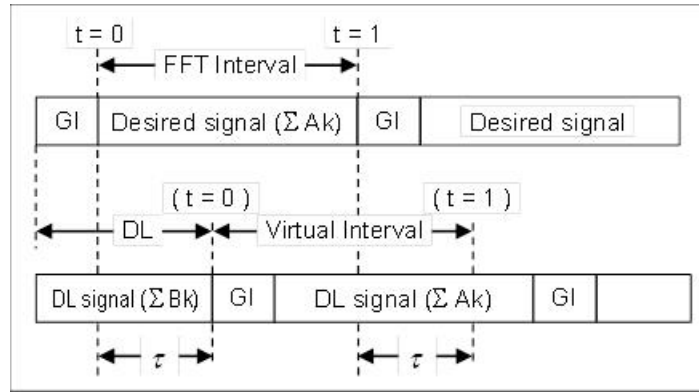 t = 0 t = 1
FFT Interval
GI Desired signal (Σ Ak) GI Desired signal
( t = 0 ) ( t = 1 )
DL Virtual Interval
DL signal (Σ Bk) GI DL signal (Σ Ak) GI
τ τ